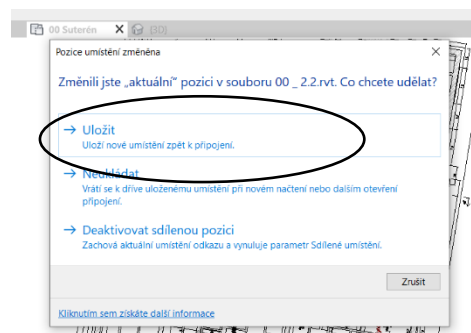 00 Suterén
{3D}
Pozice umístění změněna
Změnili jste „aktuální“ pozici v souboru 00 _ 2.2.rvt. Co chcete udělat?
→ Uložit
Uloží nové umístění zpět k připojení.
→ Neukládat
Vrátí se k dříve uloženému umístění při novém načtení nebo dalším otevření
připojení.
→ Deaktivovat sdílenou pozici
Zachová aktuální umístění odkazu a vynuluje parametr Sdílené umístění.
Zrušit
Kliknutím sem získáte další informace